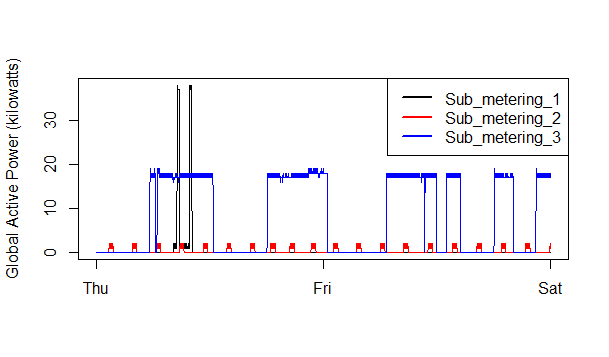 Global Active Power (kilowatts)
30
20
10
0
Sub_metering_1
Sub_metering_2
Sub_metering_3
Thu Fri Sat